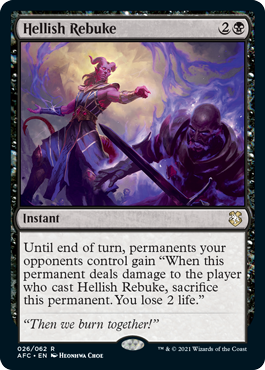 Hellish Rebuke 2
Instant
Until end of turn, permanents your
opponents control gain “When this
permanent deals damage to the player
who cast Hellish Rebuke, sacrifice
this permanent. You lose 2 life.”
“Then we burn together!”
026/062 R
AFC • EN HEONHWA CHOE
™ & © 2021 Wizards of the Coast